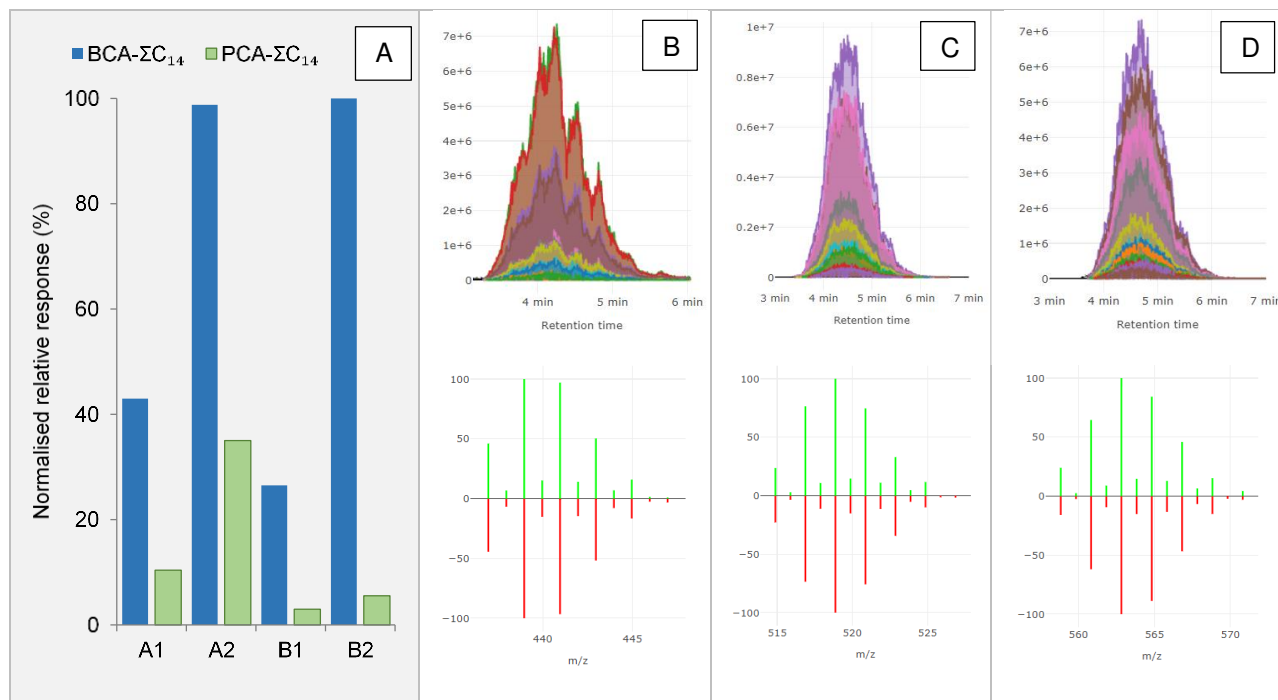 BCA-ΣC₁₄ PCA-ΣC₁₄ A
Normalised relative response (%)
100
80
60
40
20
0
A1 A2 B1 B2
B
7e+6
6e+6
5e+6
4e+6
3e+6
2e+6
1e+6
0
4 min 5 min 6 min
Retention time
100
50
0
−50
−100
440 445
m/z
C
1e+7
0.8e+7
0.6e+7
0.4e+7
0.2e+7
0
3 min 4 min 5 min 6 min 7 min
Retention time
100
50
0
−50
−100
515 520 525
m/z
D
7e+6
6e+6
5e+6
4e+6
3e+6
2e+6
1e+6
0
3 min 4 min 5 min 6 min 7 min
Retention time
100
50
0
−50
−100
560 565 570
m/z